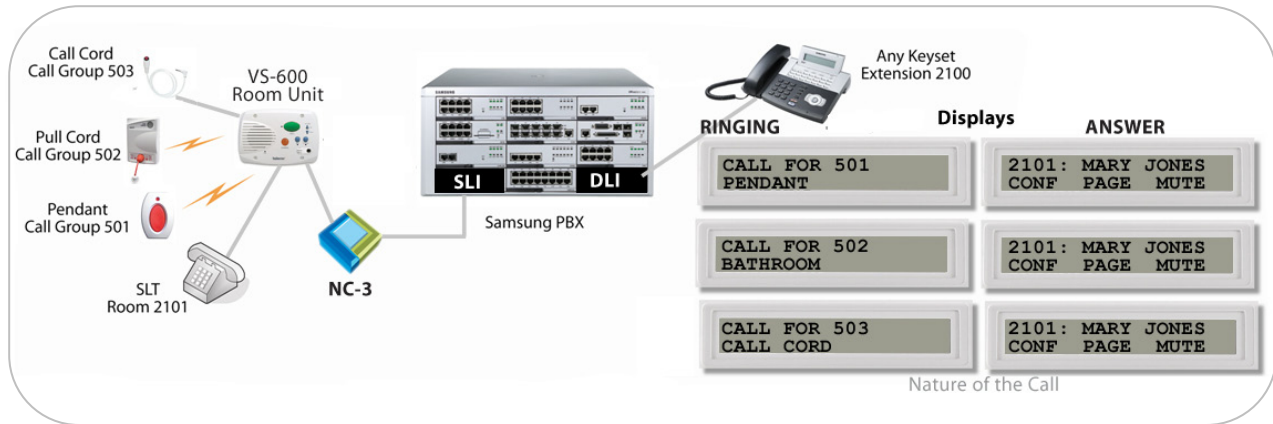 Call Cord
Call Group 503
VS-600
Room Unit
Pull Cord
Call Group 502
Pendant
Call Group 501
SLT
Room 2101
NC-3
SAMSUNG
SLI
DLI
Samsung PBX
Any Keyset
Extension 2100
Displays
RINGING
ANSWER
CALL FOR 501
PENDANT
2101: MARY JONES
CONF PAGE MUTE
CALL FOR 502
BATHROOM
2101: MARY JONES
CONF PAGE MUTE
CALL FOR 503
CALL CORD
2101: MARY JONES
CONF PAGE MUTE
Nature of the Call